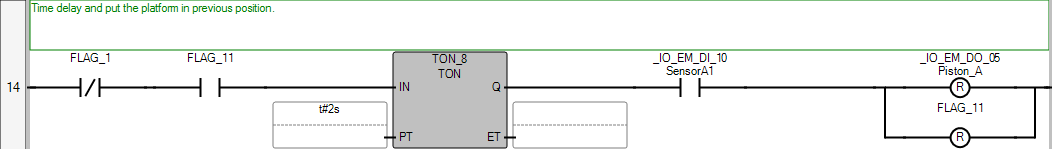 Time delay and put the platform in previous position.
FLAG_1
FLAG_11
TON_8
TON
_IO_EM_DI_10
SensorA1
_IO_EM_DO_05
Piston_A
14
IN
Q
R
t#2s
FLAG_11
PT
ET
R